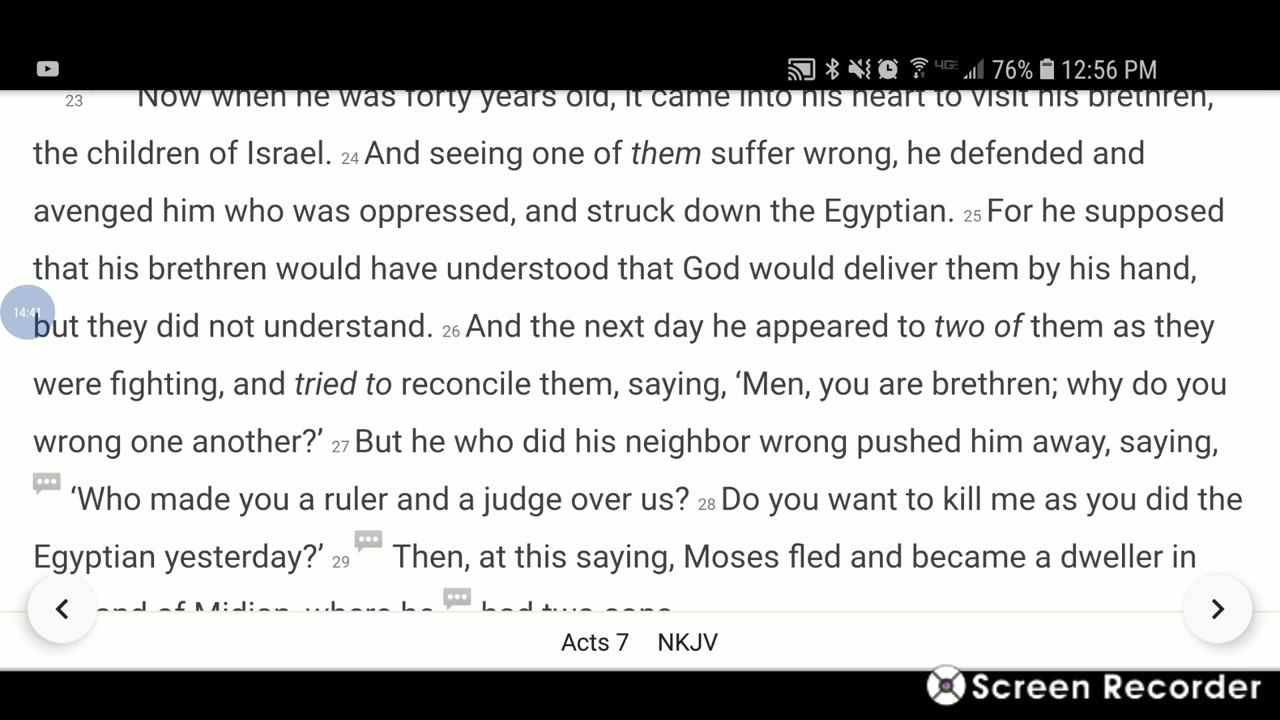 76% 12:56 PM
23 Now when he was forty years old, it came into his heart to visit his brethren,
the children of Israel. 24 And seeing one of them suffer wrong, he defended and
avenged him who was oppressed, and struck down the Egyptian. 25 For he supposed
that his brethren would have understood that God would deliver them by his hand,
14:41
but they did not understand. 26 And the next day he appeared to two of them as they
were fighting, and tried to reconcile them, saying, ‘Men, you are brethren; why do you
wrong one another?’ 27 But he who did his neighbor wrong pushed him away, saying,
‘Who made you a ruler and a judge over us? 28 Do you want to kill me as you did the
Egyptian yesterday?’ 29 Then, at this saying, Moses fled and became a dweller in
of Midian, where he had two sons.
Acts 7 NKJV
Screen Recorder